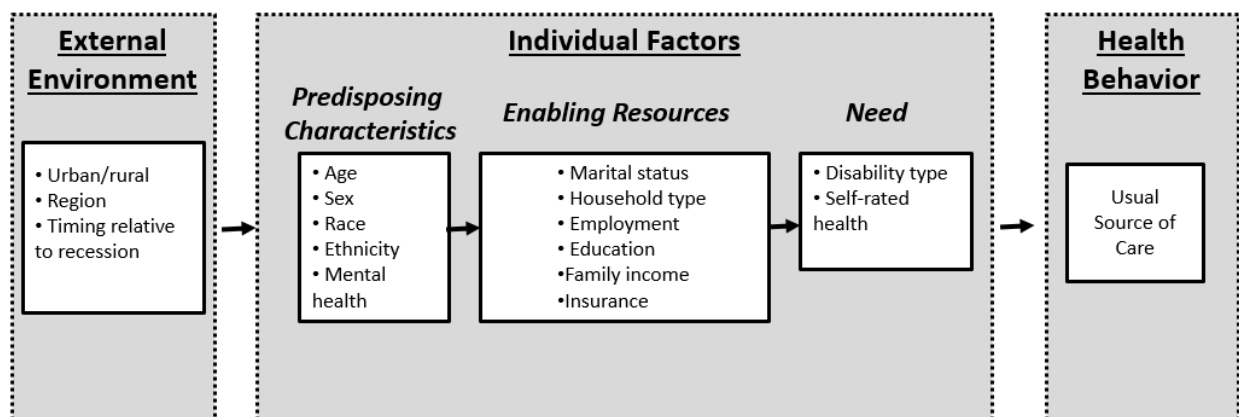 External
Environment
• Urban/rural
• Region
• Timing relative
to recession
Individual Factors
Predisposing
Characteristics
• Age
• Sex
• Race
• Ethnicity
• Mental
health
Enabling Resources
• Marital status
• Household type
• Employment
• Education
•Family income
•Insurance
Need
• Disability type
• Self-rated
health
Health
Behavior
Usual
Source of
Care